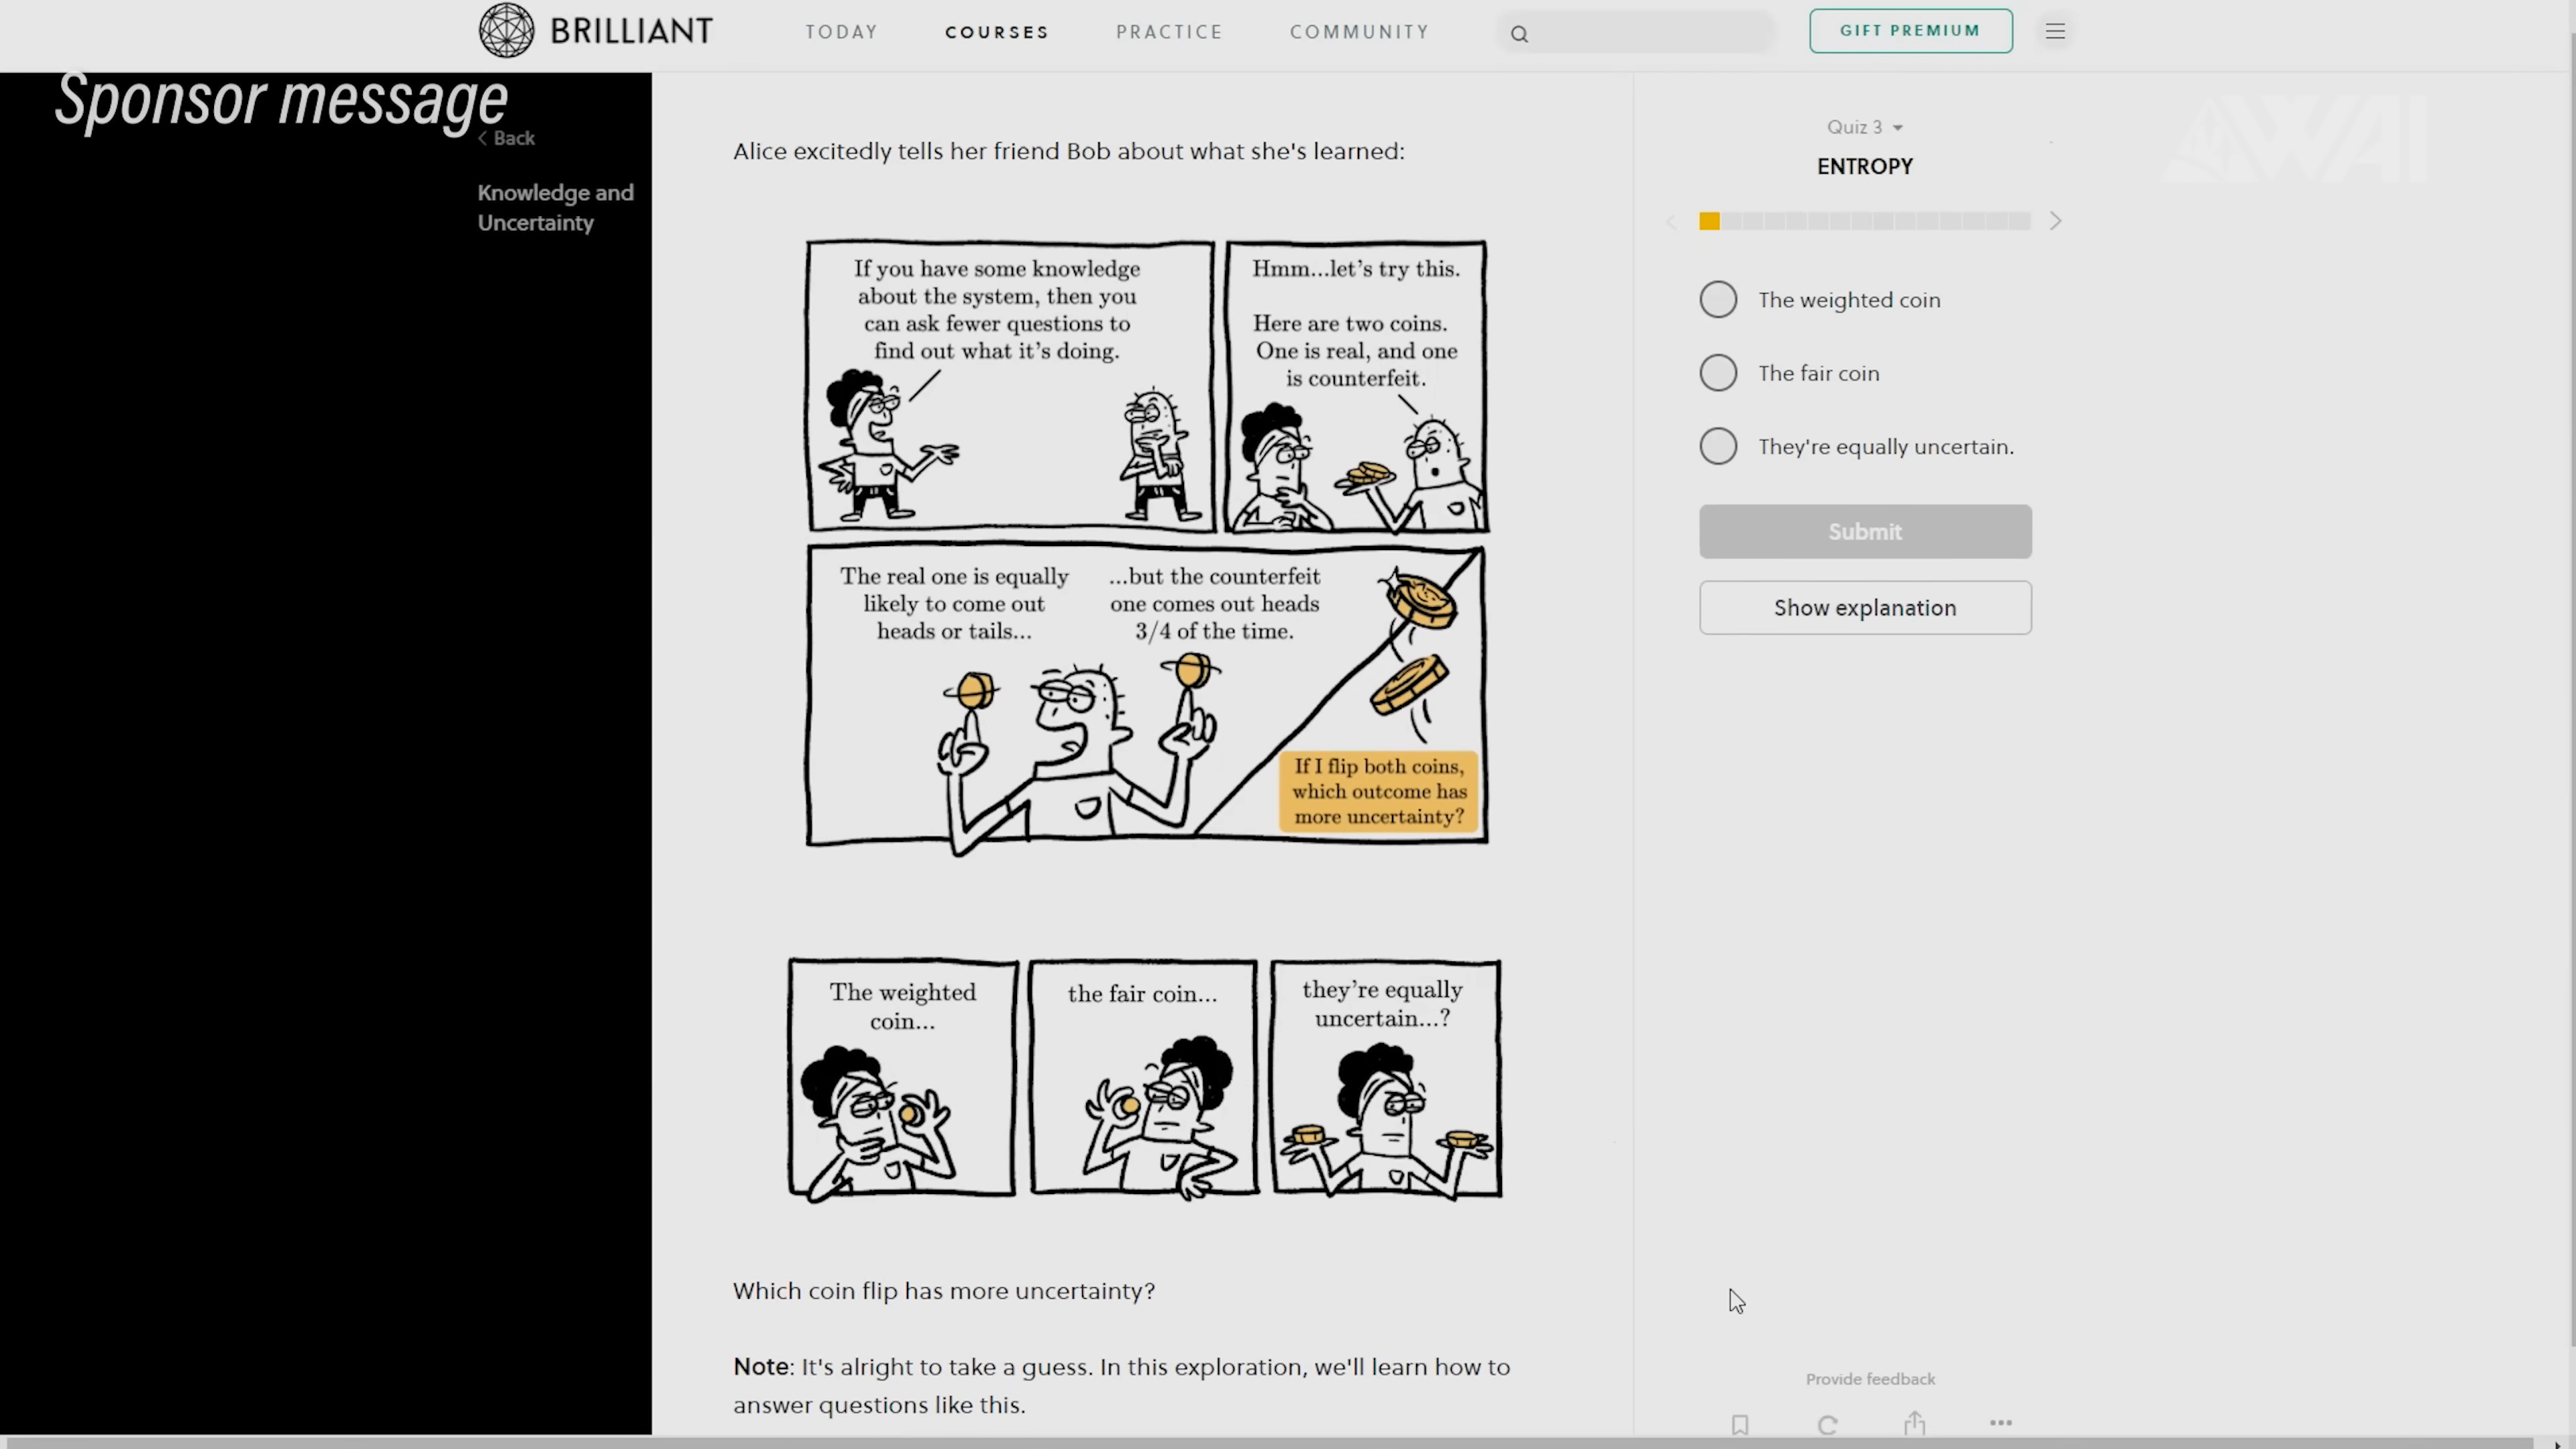 BRILLIANT
TODAY
COURSES
PRACTICE
COMMUNITY
GIFT PREMIUM
Sponsor message
Back
Knowledge and
Uncertainty
Alice excitedly tells her friend Bob about what she's learned:
If you have some knowledge
about the system, then you
can ask fewer questions to
find out what it's doing.
Hmm...let's try this.
Here are two coins.
One is real, and one
is counterfeit.
The real one is equally
likely to come out
heads or tails...
...but the counterfeit
one comes out heads
3/4 of the time.
If I flip both coins,
which outcome has
more uncertainty?
The weighted
coin...
the fair coin...
they're equally
uncertain...?
Which coin flip has more uncertainty?
Note: It's alright to take a guess. In this exploration, we'll learn how to
answer questions like this.
Quiz 3
ENTROPY
The weighted coin
The fair coin
They're equally uncertain.
Submit
Show explanation
Provide feedback